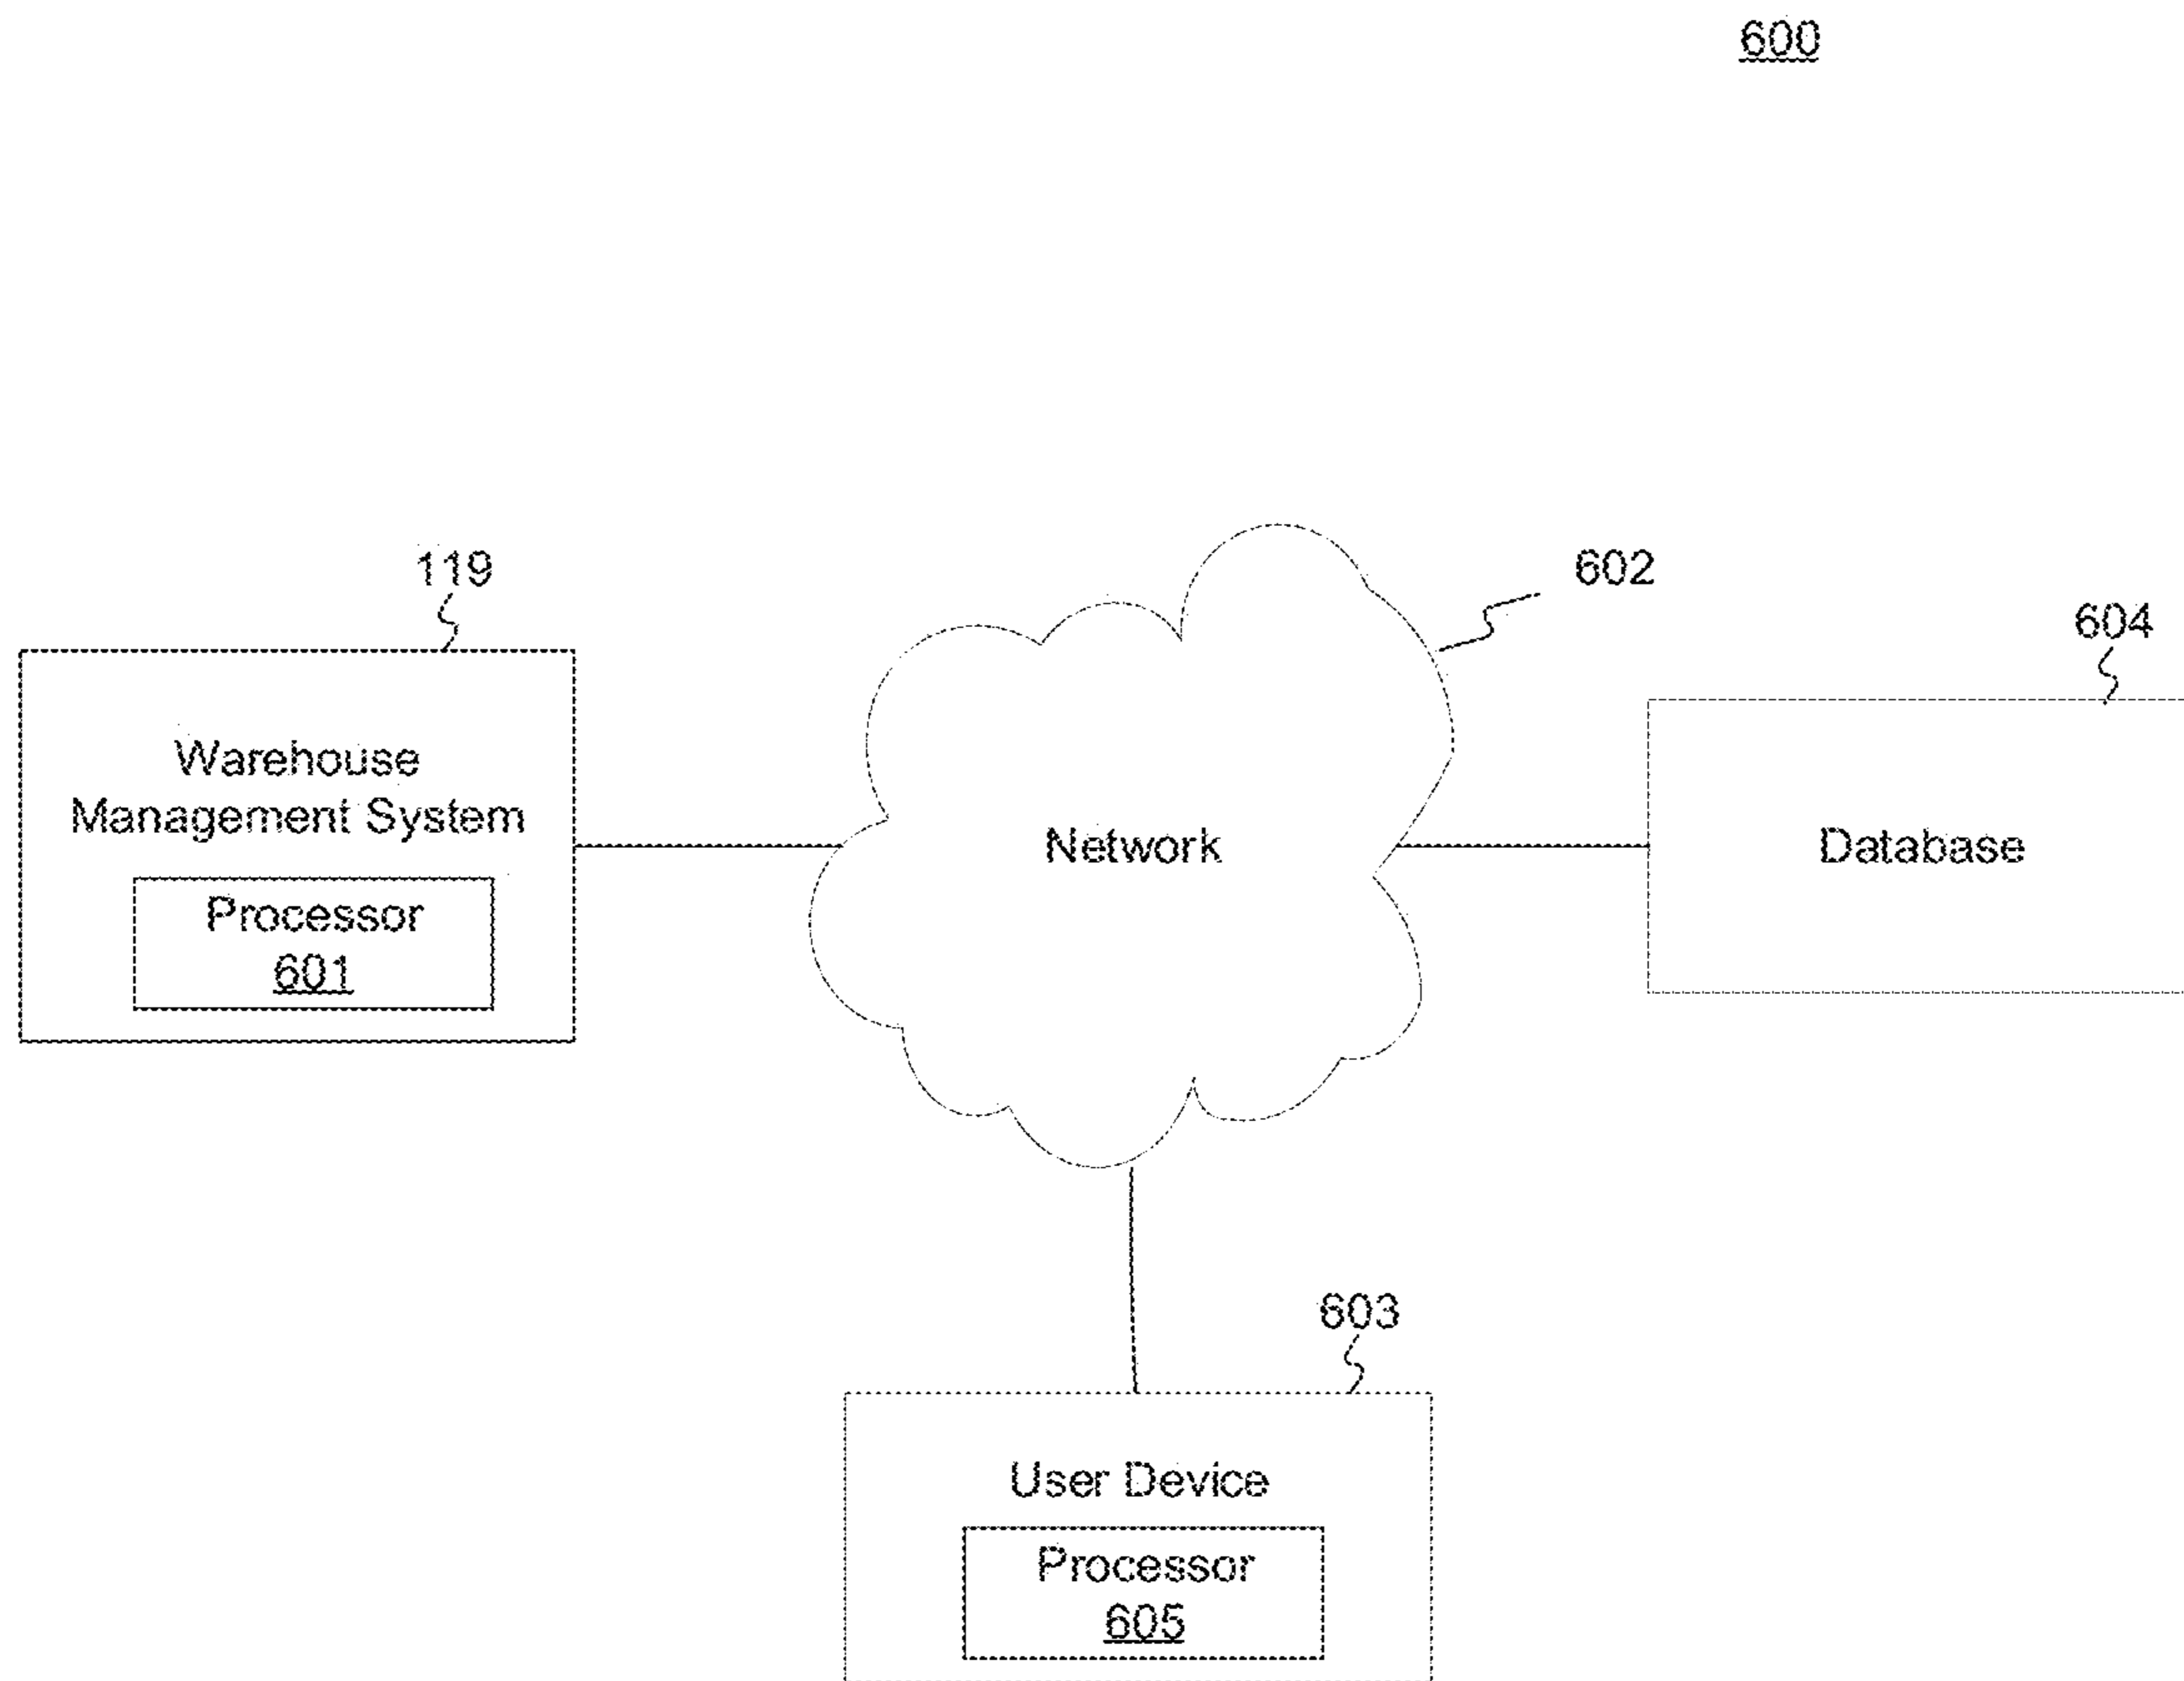 600
119
602
604
Warehouse
Management System
Processor
601
Network
Database
603
User Device
Processor
605